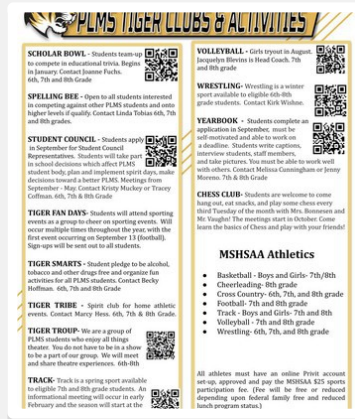 PLMS TIGER CLUBS & ACTIVITIES
SCHOLAR BOWL - Students team-up
to compete in educational trivia. Begins
in January. Contact Joanne Fuchs.
6th, 7th and 8th Grade
SPELLING BEE - Open to all students interested
in competing against other PLMS students and onto
higher levels if qualify. Contact Linda Tobias 6th, 7th
and 8th grades.
STUDENT COUNCIL - Students apply
in September for Student Council
Representatives. Students will take part
in school decisions which affect PLMS
student body, plan and implement spirit days, make
decisions toward a better PLMS. Meetings from
September - May. Contact Kristy Muckey or Tracey
Coffman. 6th, 7th & 8th Grade
TIGER FAN DAYS- Students will attend sporting
events as a group to cheer on sporting events. Will
occur multiple times throughout the year, with the
first event occurring on September 13 (football).
Sign-ups will be sent out to all students.
TIGER SMARTS - Student pledge to be alcohol,
tobacco and other drugs free and organize fun
activities for all PLMS students. Contact Becky
Hoffman. 6th, 7th and 8th Grade
TIGER TRIBE - Spirit club for home athletic
events. Contact Marcy Hess. 6th, 7th & 8th Grade.
TIGER TROUP- We are a group of
PLMS students who enjoy all things
theater. You do not have to be in a show
to be a part of our group. We will meet
and share theatre experiences. 6th-8th
TRACK- Track is a spring sport available
to eligible 7th and 8th grade students. An
informational meeting will occur in early
February and the season will start at the
VOLLEYBALL - Girls tryout in August.
Jacquelyn Blevins is Head Coach. 7th
and 8th grade
WRESTLING- Wrestling is a winter
sport available to eligible 6th-8th
grade students. Contact Kirk Wishne.
YEARBOOK - Students complete an
application in September, must be
self-motivated and able to work on
a deadline. Students write captions,
interview students, staff members,
and take pictures. You must be able to work well
with others. Contact Melissa Cunningham or Jenny
Moreno. 7th & 8th Grade
CHESS CLUB- Students are welcome to come
hang out, eat snacks, and play some chess every
third Tuesday of the month with Mrs. Bonnesen and
Mr. Vaughn! The meetings start in October. Come
learn the basics of Chess and play with your friends!
MSHSAA Athletics
• Basketball - Boys and Girls- 7th/8th
• Cheerleading- 8th grade
• Cross Country- 6th, 7th, and 8th grade
• Football- 7th and 8th grade
• Track - Boys and Girls- 7th and 8th
• Volleyball - 7th and 8th grade
• Wrestling- 6th, 7th, and 8th grade
All athletes must have an online Privit account
set-up, approved and pay the MSHSAA $25 sports
participation fee. (Fee will be free or reduced
depending upon federal family free and reduced
lunch program status.)